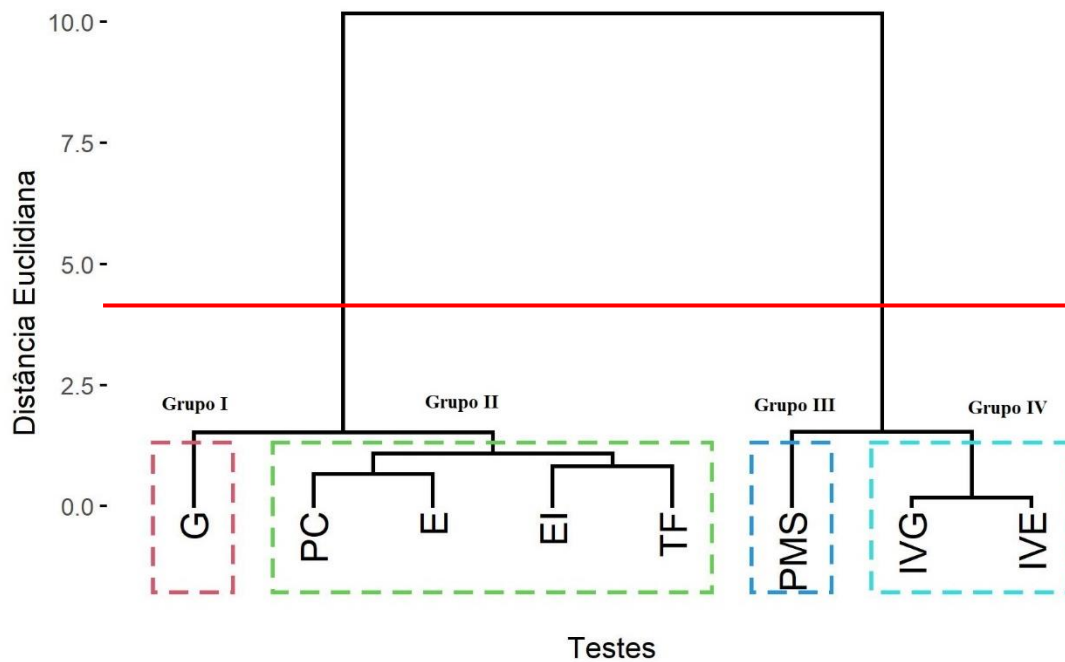 10.0
7.5
5.0
2.5
0.0
Distância Euclidiana
Grupo I
Grupo II
Grupo III
Grupo IV
G
PC
E
EI
TF
PMS
IVG
IVE
Testes